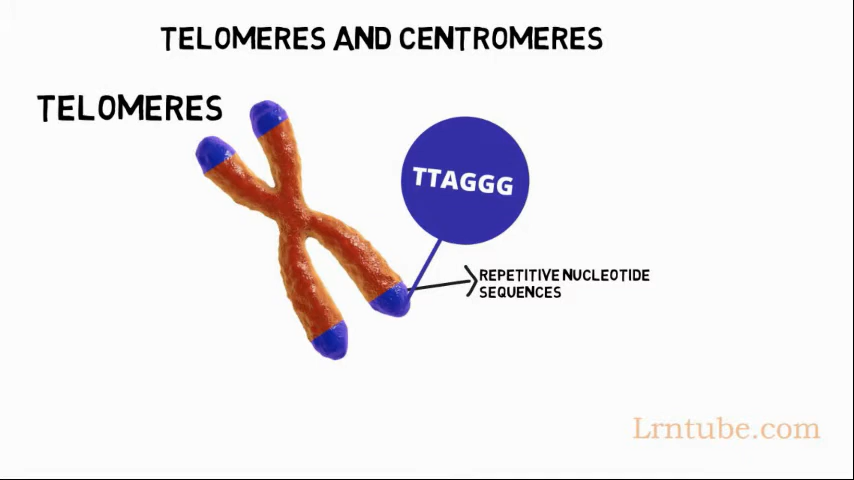 TELOMERES AND CENTROMERES
TELOMERES
TTAGGG
REPETITIVE NUCLEOTIDE
SEQUENCES
Lrntube.com